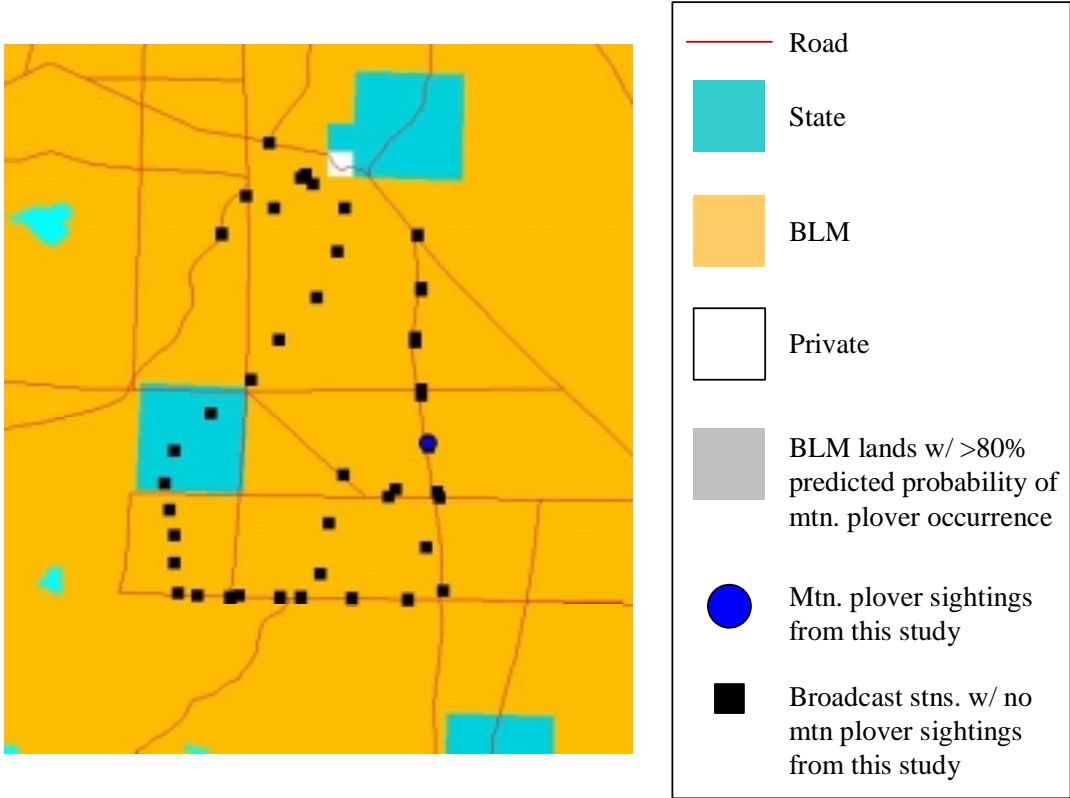 Road
State
BLM
Private
BLM lands w/ >80%
predicted probability of
mtn. plover occurrence
Mtn. plover sightings
from this study
Broadcast stns. w/ no
mtn plover sightings
from this study